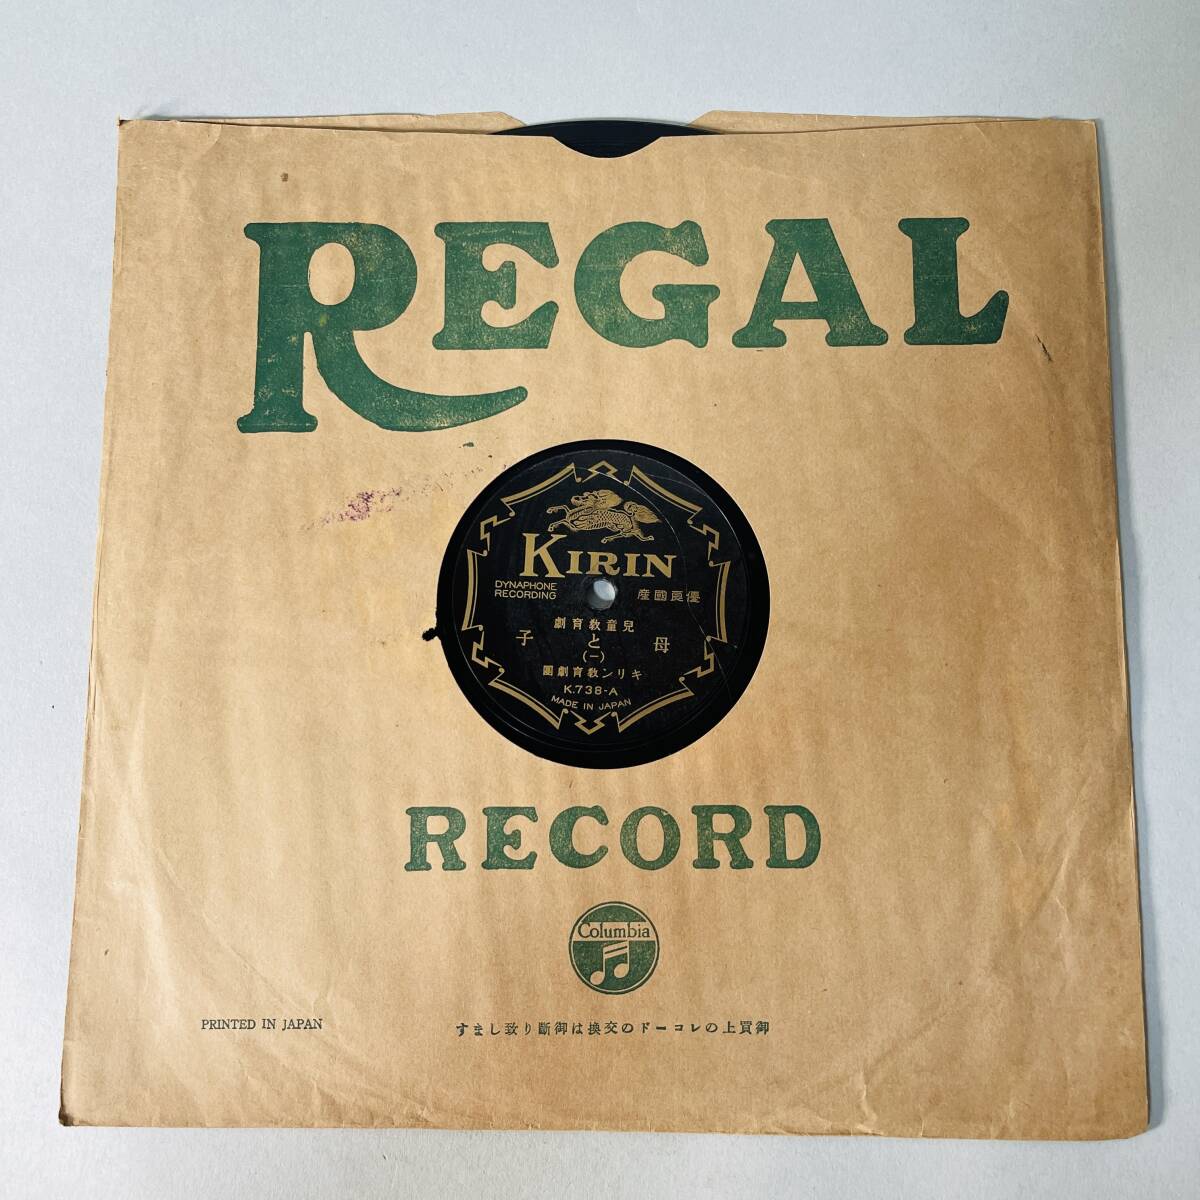 REGAL
KIRIN
DYNAPHONE
RECORDING
優良國産
兒童教育劇
母と子
(一)
キリン教育劇團
K.738-A
MADE IN JAPAN
RECORD
Columbia
PRINTED IN JAPAN
御買上のレコードの交換は御斷り致します